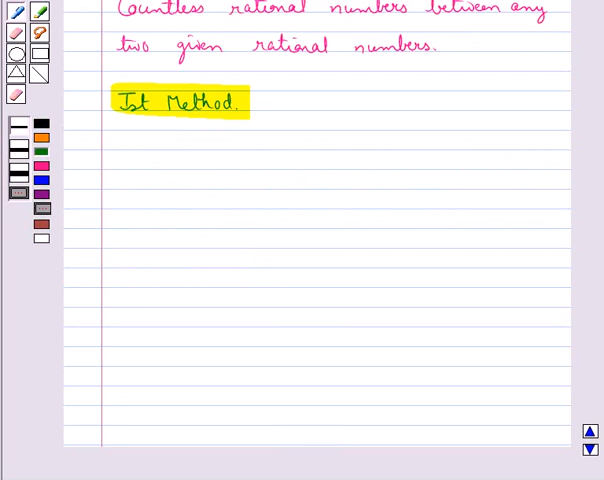 Countless rational numbers between any
two given rational numbers.
Ist Method.